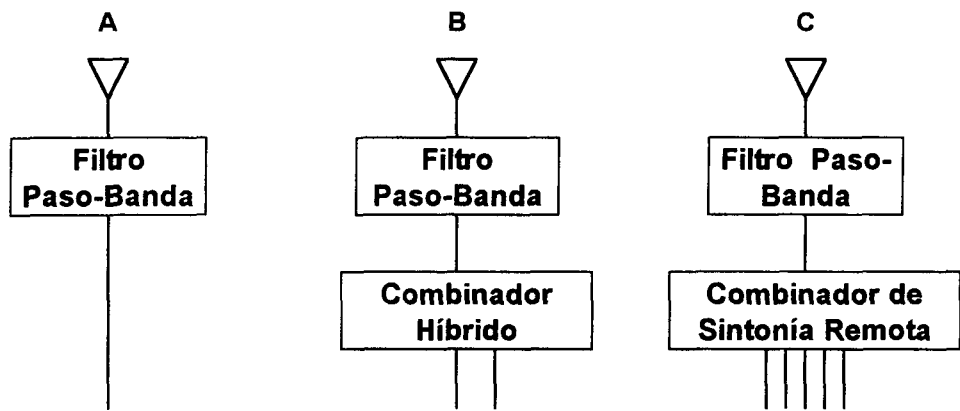 A
B
C
Filtro
Paso-Banda
Filtro
Paso-Banda
Filtro Paso-
Banda
Combinador
Híbrido
Combinador de
Sintonía Remota